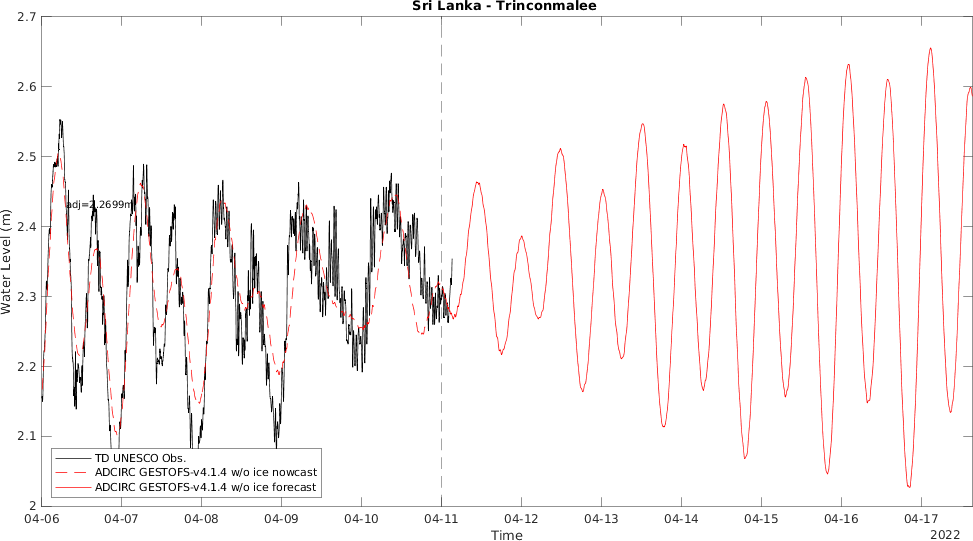 Sri Lanka - Trinconmalee
2.7
2.6
2.5
2.4
2.3
2.2
2.1
2
Water Level (m)
adj=2.2699m
TD UNESCO Obs.
ADCIRC GESTOFS-v4.1.4 w/o ice nowcast
ADCIRC GESTOFS-v4.1.4 w/o ice forecast
04-06 04-07 04-08 04-09 04-10 04-11 04-12 04-13 04-14 04-15 04-16 04-17
Time
2022